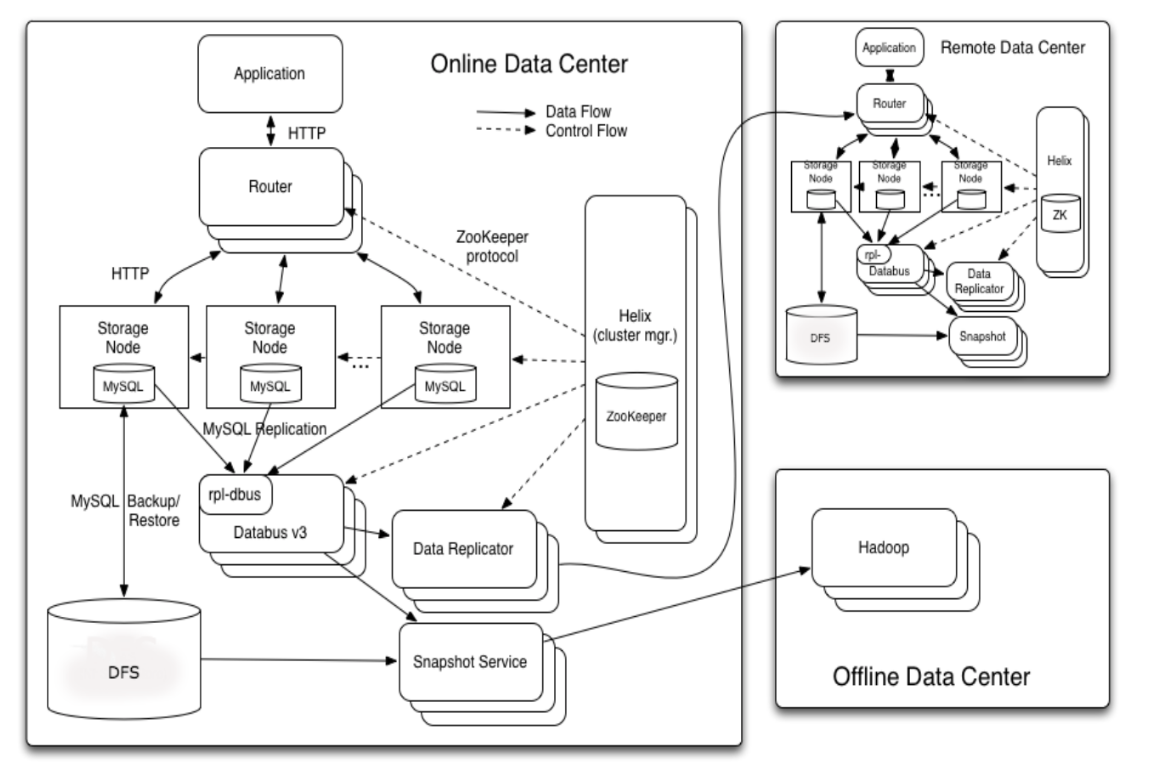 Online Data Center
Application
Data Flow
Control Flow
HTTP
Router
ZooKeeper
protocol
HTTP
Storage
Node
MySQL
Storage
Node
MySQL
...
Storage
Node
MySQL
Helix
(cluster mgr.)
ZooKeeper
MySQL Replication
rpl-dbus
Databus v3
MySQL Backup/
Restore
Data Replicator
DFS
Snapshot Service
Remote Data Center
Application
Router
Storage
Node
Storage
Node
...
Storage
Node
Helix
ZK
rpl-
Databus
Data
Replicator
DFS
Snapshot
Hadoop
Offline Data Center